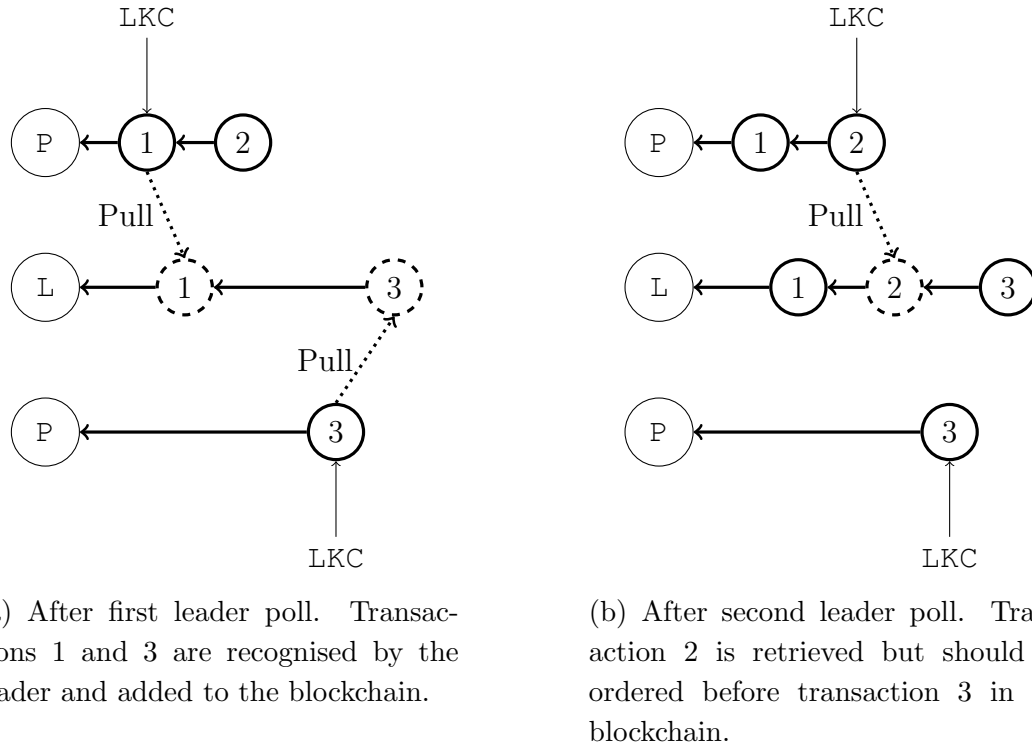 LKC
P 1 2
Pull
L 1 3
Pull
P 3
LKC
) After first leader poll. Transac-
ons 1 and 3 are recognised by the
ader and added to the blockchain.
LKC
P 1 2
Pull
L 1 2 3
P 3
LKC
(b) After second leader poll. Tra
action 2 is retrieved but should
ordered before transaction 3 in
blockchain.